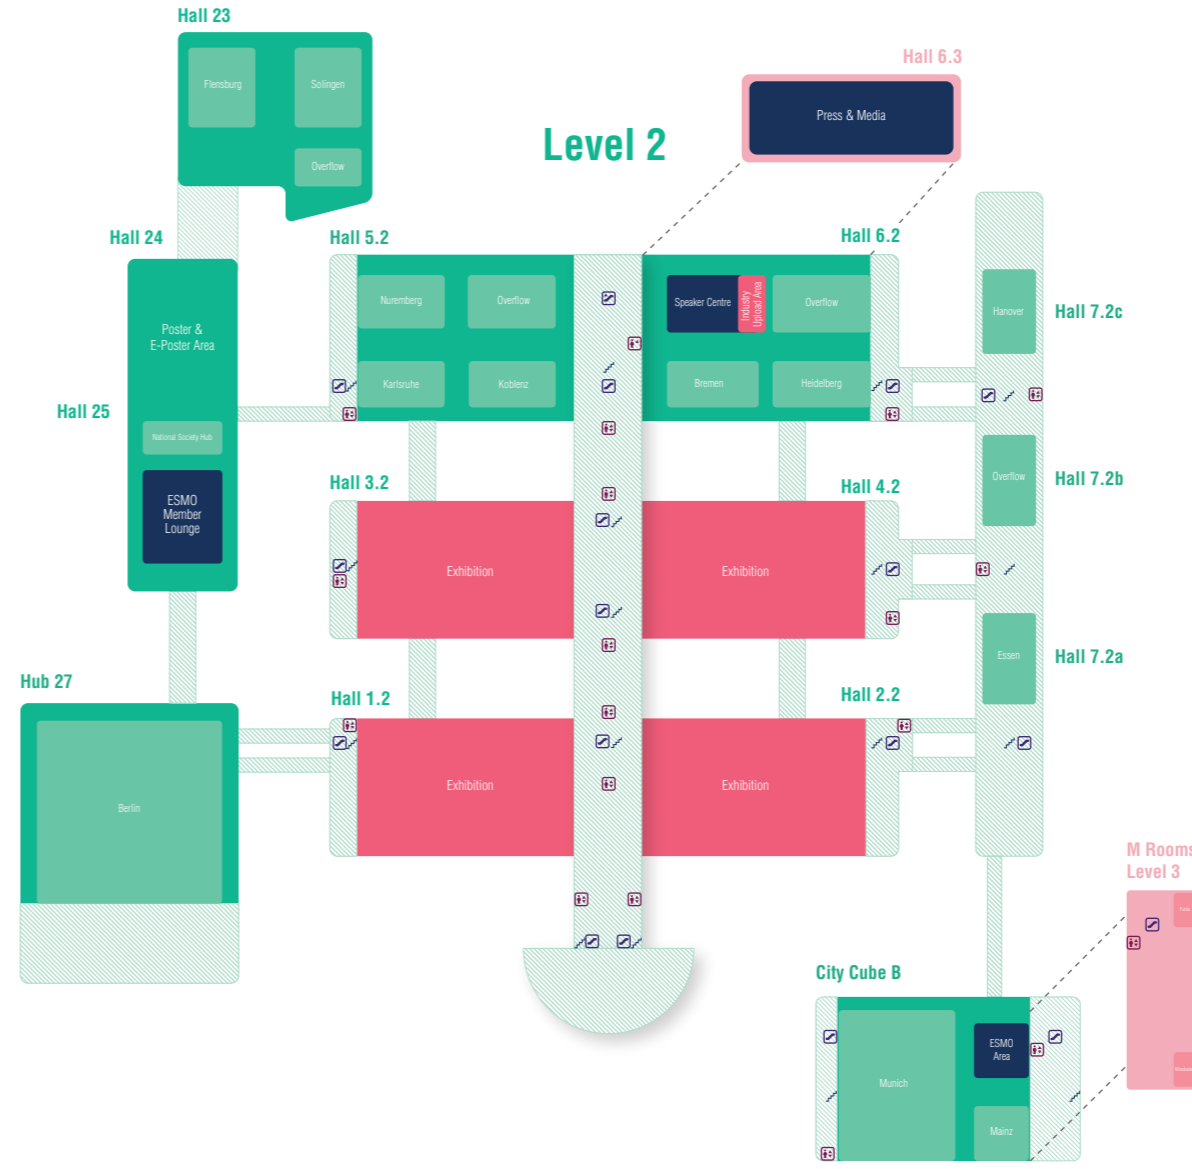 Hall 23
Flensburg
Solingen
Overflow
Hall 6.3
Press & Media
Level 2
Hall 24
Hall 5.2
Hall 6.2
Poster &
E-Poster Area
Nuremberg
Overflow
Speaker Centre
Industry
Upload Area
Overflow
Hanover
Hall 7.2c
Karlsruhe
Koblenz
Bremen
Heidelberg
Hall 25
National Society Hub
ESMO
Member
Lounge
Hall 3.2
Hall 4.2
Overflow
Hall 7.2b
Exhibition
Exhibition
Essen
Hall 7.2a
Hub 27
Hall 1.2
Hall 2.2
Berlin
Exhibition
Exhibition
M Rooms
Level 3
City Cube B
Munich
ESMO
Area
Mainz